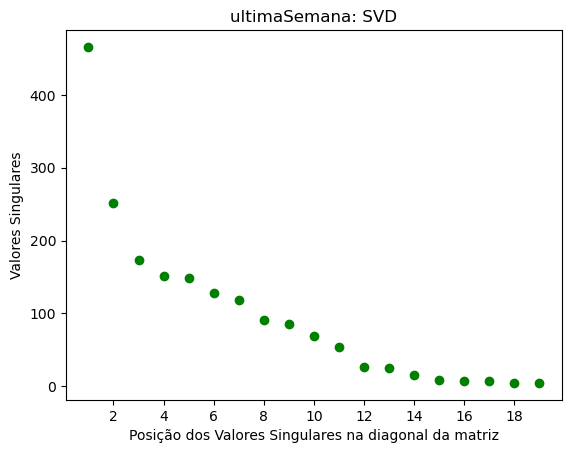 ultimaSemana: SVD
Valores Singulares
400
300
200
100
0
2 4 6 8 10 12 14 16 18
Posição dos Valores Singulares na diagonal da matriz